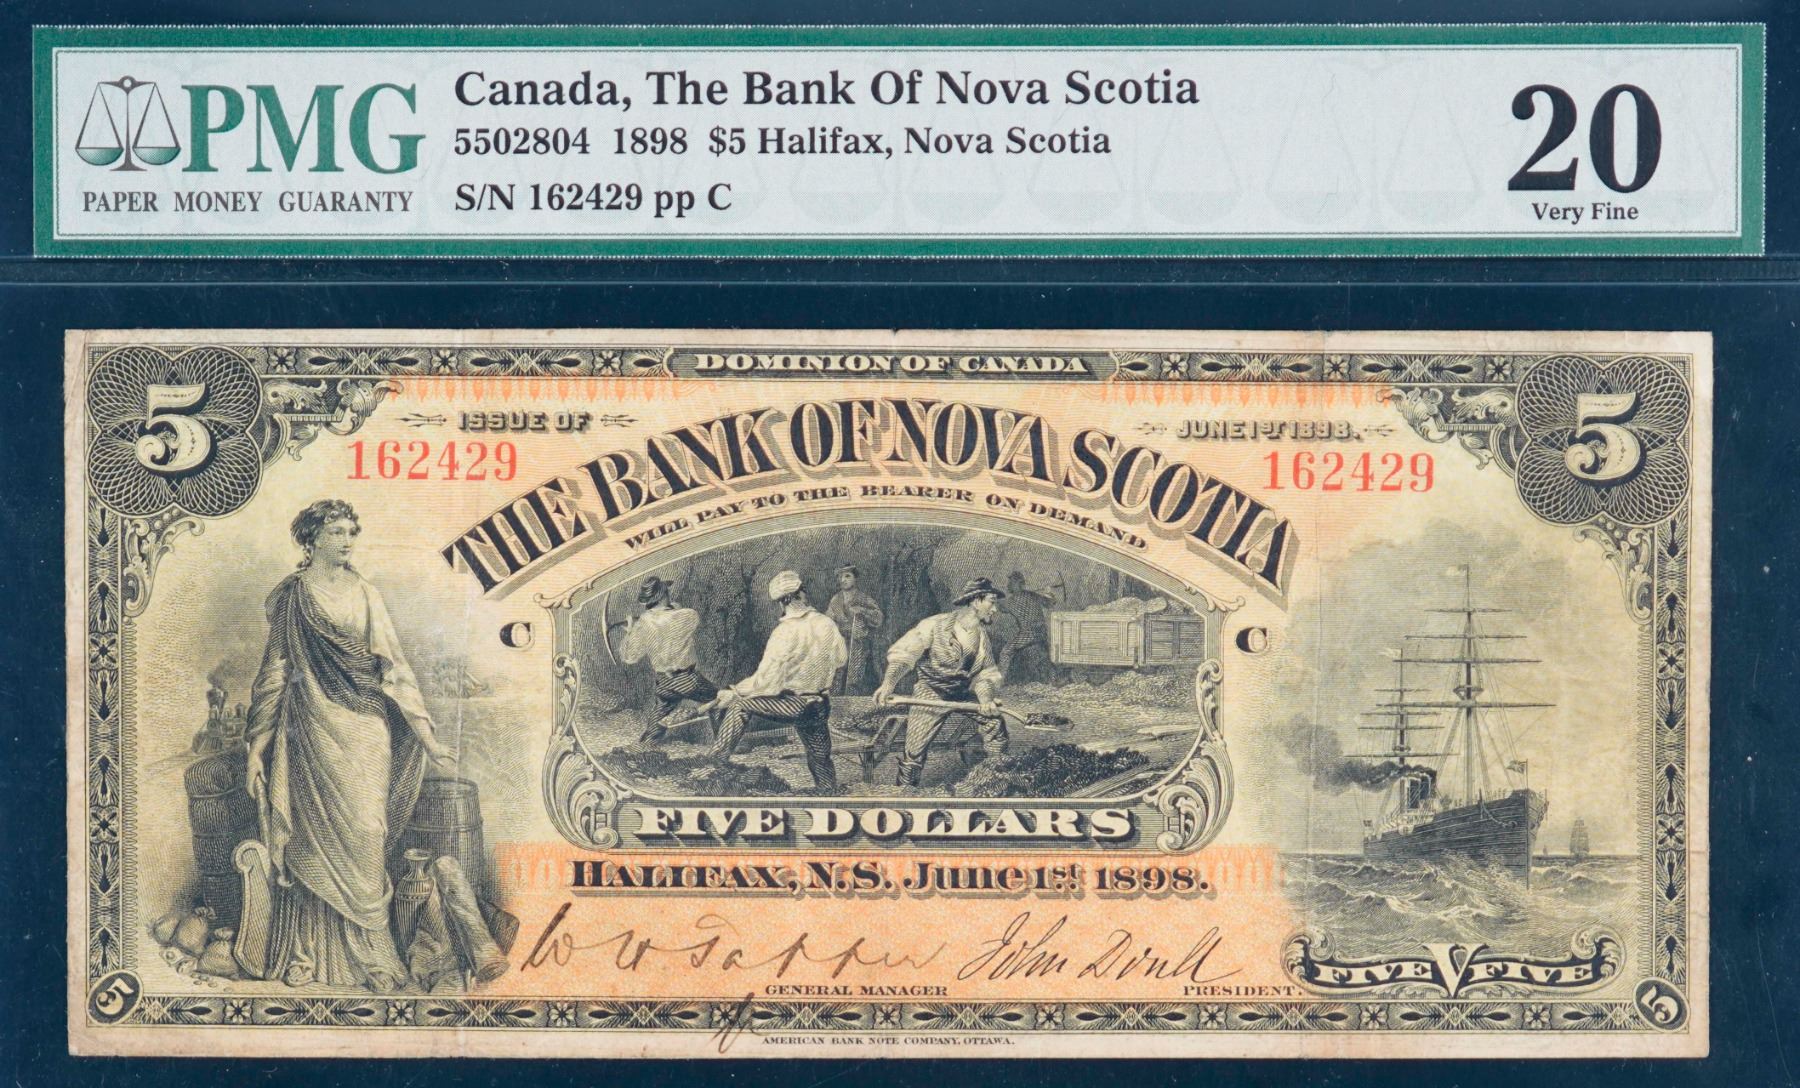 PMG
PAPER MONEY GUARANTY
Canada, The Bank Of Nova Scotia
5502804 1898 $5 Halifax, Nova Scotia
S/N 162429 pp C
20
Very Fine
DOMINION OF CANADA
5
5
ISSUE OF
JUNE 1ST 1898.
162429
162429
THE BANK OF NOVA SCOTIA
WILL PAY TO THE BEARER ON DEMAND
C
C
FIVE DOLLARS
HALIFAX, N.S. June 1st 1898.
John Doull
GENERAL MANAGER
PRESIDENT.
FIVE V FIVE
5
5
AMERICAN BANK NOTE COMPANY, OTTAWA.